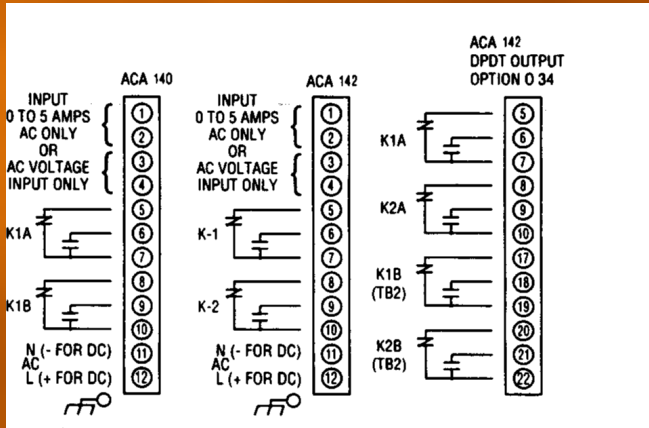 ACA 140
INPUT
0 TO 5 AMPS
AC ONLY
OR
AC VOLTAGE
INPUT ONLY
K1A
K1B
N (- FOR DC)
AC
L (+ FOR DC)
1
2
3
4
5
6
7
8
9
10
11
12
ACA 142
INPUT
0 TO 5 AMPS
AC ONLY
OR
AC VOLTAGE
INPUT ONLY
K-1
K-2
N (- FOR DC)
AC
L (+ FOR DC)
1
2
3
4
5
6
7
8
9
10
11
12
ACA 142
DPDT OUTPUT
OPTION O 34
K1A
K2A
K1B
(TB2)
K2B
(TB2)
5
6
7
8
9
10
17
18
19
20
21
22